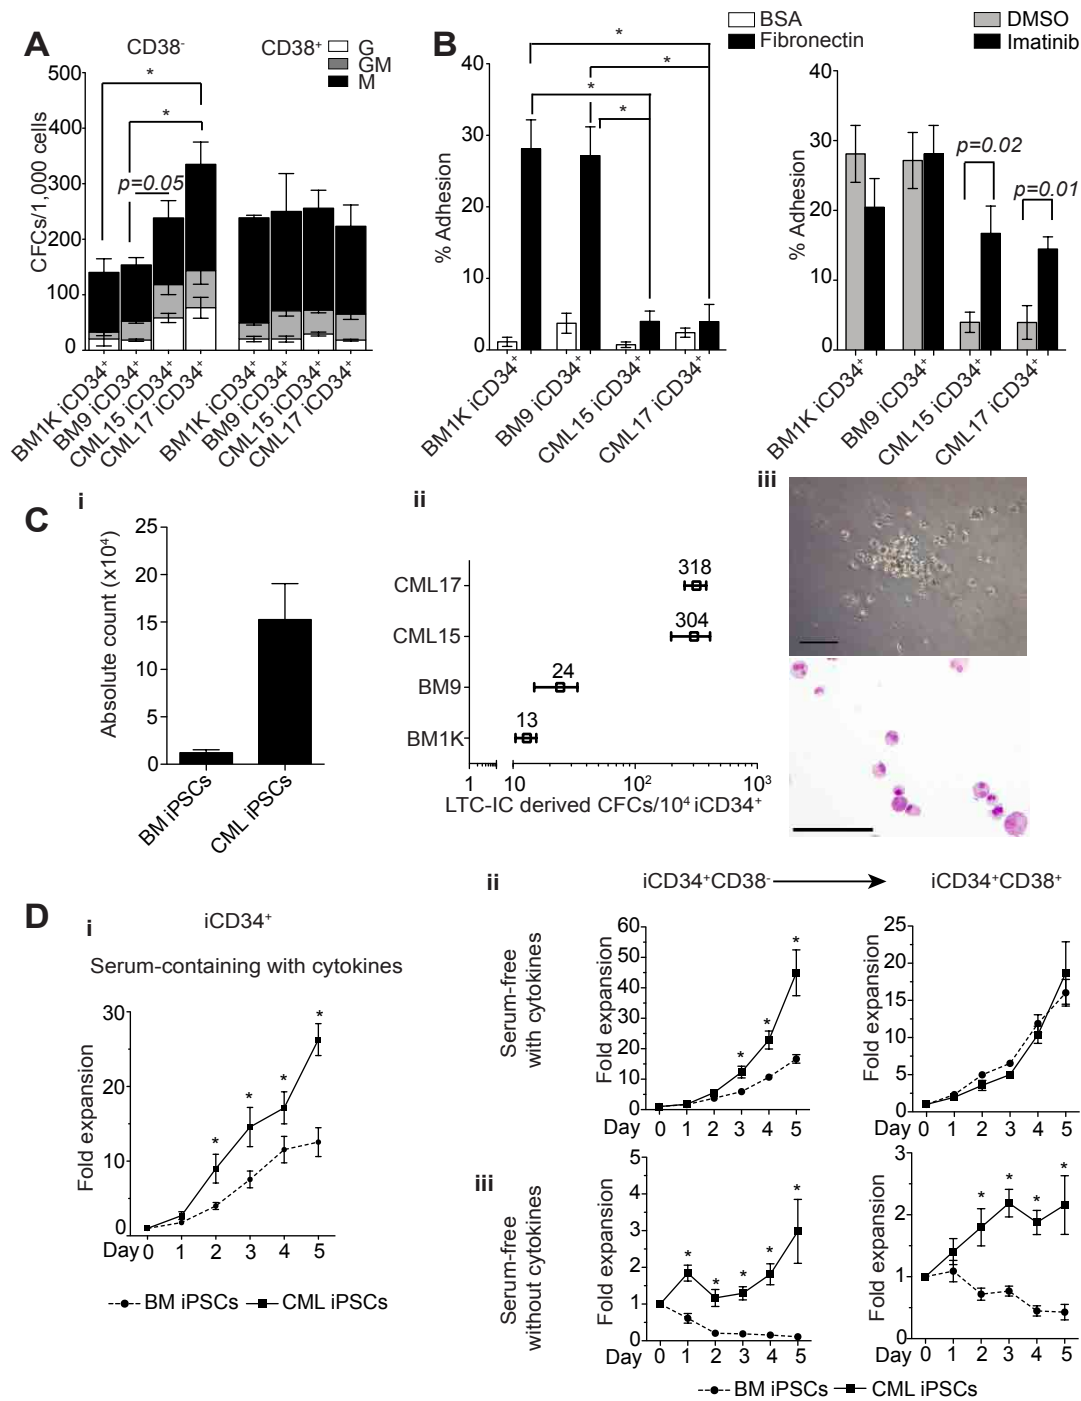 A
CD38-
CD38+
G
GM
M
CFCs/1,000 cells
500
400
300
200
100
0
*
*
p=0.05
BM1K iCD34+
BM9 iCD34+
CML15 iCD34+
CML17 iCD34+
BM1K iCD34+
BM9 iCD34+
CML15 iCD34+
CML17 iCD34+
B
BSA
Fibronectin
% Adhesion
40
30
20
10
0
*
*
*
*
BM1K iCD34+
BM9 iCD34+
CML15 iCD34+
CML17 iCD34+
DMSO
Imatinib
% Adhesion
40
30
20
10
0
p=0.02
p=0.01
BM1K iCD34+
BM9 iCD34+
CML15 iCD34+
CML17 iCD34+
C
i
Absolute count (x10⁴)
25
20
15
10
5
0
BM iPSCs
CML iPSCs
ii
CML17
CML15
BM9
BM1K
318
304
24
13
1 10 10² 10³
LTC-IC derived CFCs/10⁴ iCD34+
iii
D
i
iCD34+
Serum-containing with cytokines
Fold expansion
30
20
10
0
* * * *
Day 0 1 2 3 4 5
BM iPSCs CML iPSCs
ii
iCD34+CD38-
iCD34+CD38+
Serum-free
with cytokines
Fold expansion
60
50
40
30
20
10
0
* * *
Day 0 1 2 3 4 5
Fold expansion
25
20
15
10
5
0
Day 0 1 2 3 4 5
iii
Serum-free
without cytokines
Fold expansion
5
4
3
2
1
0
* * * * *
Day 0 1 2 3 4 5
Fold expansion
3
2
1
0
* * * *
Day 0 1 2 3 4 5
BM iPSCs CML iPSCs